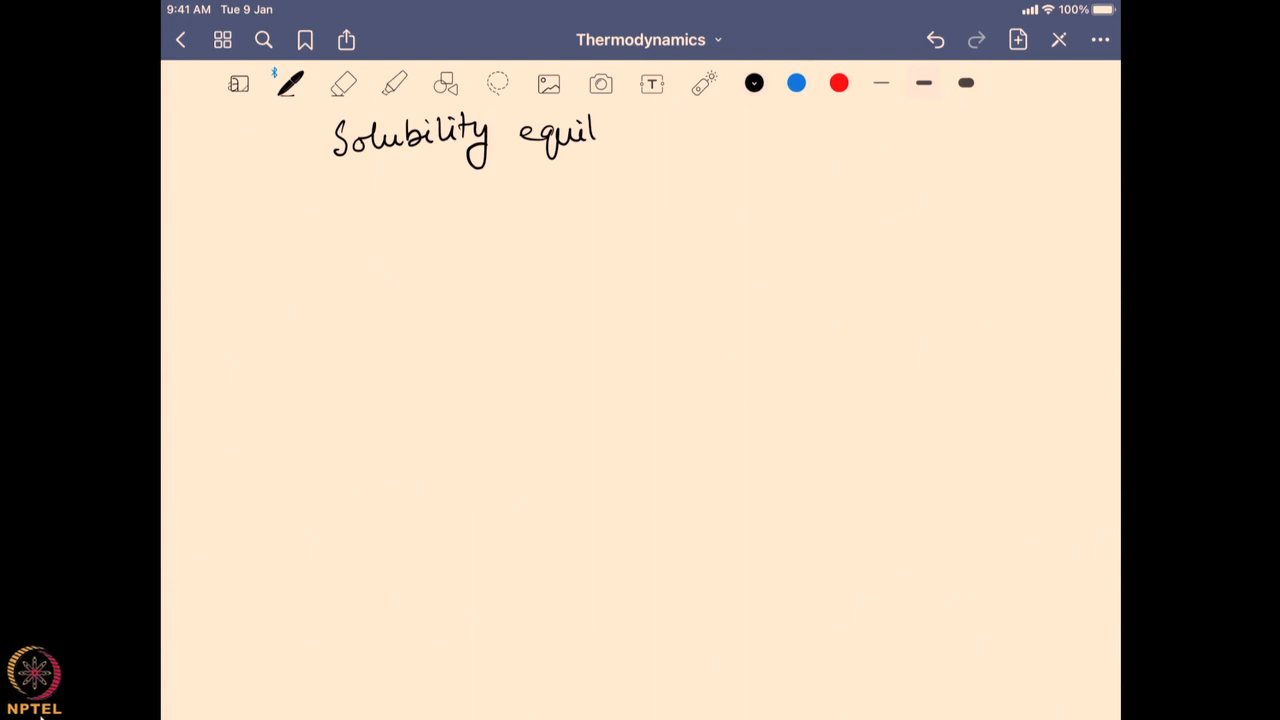 9:41 AM Tue 9 Jan 100%
Thermodynamics
T
Solubility equil
NPTEL